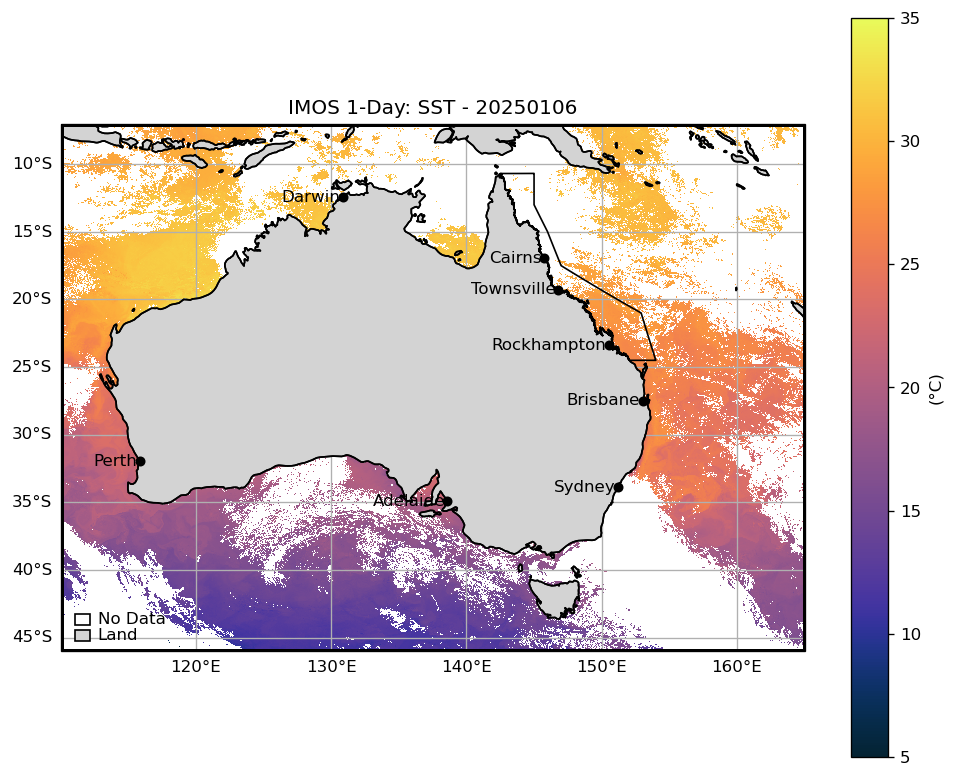 IMOS 1-Day: SST - 20250106
35
30
25
20
15
10
5
(°C)
10°S
15°S
20°S
25°S
30°S
35°S
40°S
45°S
Darwin
Cairns
Townsville
Rockhampton
Brisbane
Perth
Sydney
Adelaide
No Data
Land
120°E
130°E
140°E
150°E
160°E